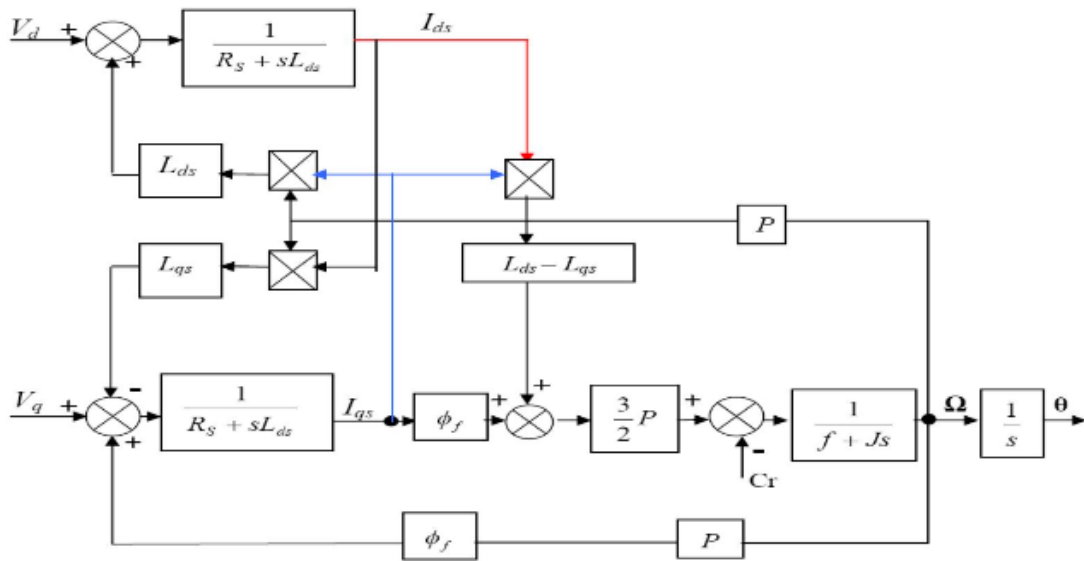 V_d + 1 / (R_S + sL_ds) I_ds
+
L_ds
P
L_qs
L_ds – L_qs
-
V_q + 1 / (R_S + sL_ds) I_qs ϕ_f + + 3/2 P + 1 / (f + Js) Ω 1/s θ
+
-
Cr
ϕ_f P